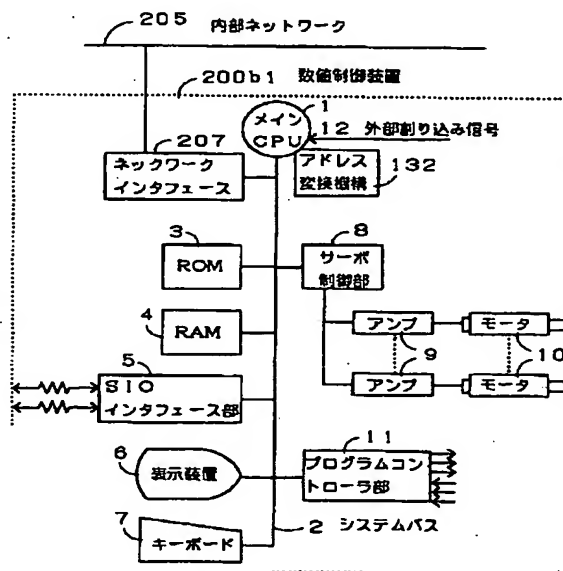 205 内部ネットワーク
200b1 数値制御装置
1
メイン
CPU
12 外部割り込み信号
207
ネックワーク
インタフェース
アドレス
変換機構
132
3
ROM
8
サーボ
制御部
4
RAM
アンプ
モータ
9
10
アンプ
モータ
5
SIO
インタフェース部
6
表示装置
11
プログラムコン
トローラ部
7
キーボード
2 システムバス